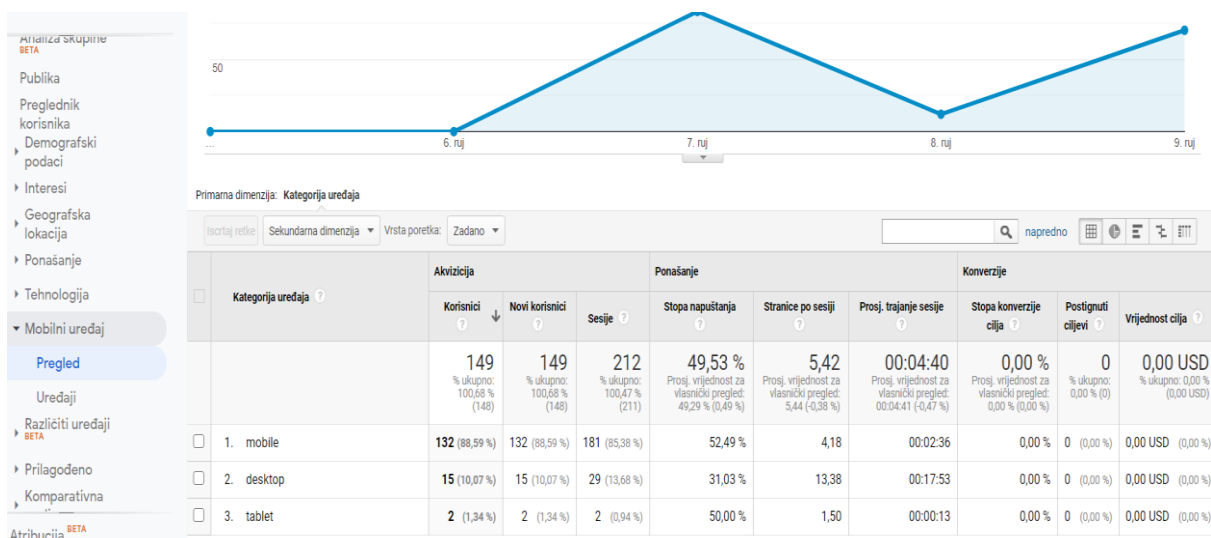 Analiza skupine
BETA
Publika
Preglednik
korisnika
Demografski
podaci
Interesi
Geografska
lokacija
Ponašanje
Tehnologija
Mobilni uređaj
Pregled
Uređaji
Različiti uređaji
BETA
Prilagođeno
Komparativna
Atribucija BETA
50
...
6. ruj
7. ruj
8. ruj
9. ruj
Primarna dimenzija: Kategorija uređaja
Iscrtaj retke Sekundarna dimenzija Vrsta poretka: Zadano napredno
Kategorija uređaja ?
Akvizicija Ponašanje Konverzije
Korisnici ? Novi korisnici ? Sesije ? Stopa napuštanja ? Stranice po sesiji ? Prosj. trajanje sesije ? Stopa konverzije cilja ? Postignuti ciljevi ? Vrijednost cilja ?
149 149 212 49,53 % 5,42 00:04:40 0,00 % 0 0,00 USD
% ukupno: % ukupno: % ukupno: Prosj. vrijednost za Prosj. vrijednost za Prosj. vrijednost za Prosj. vrijednost za % ukupno: % ukupno: 0,00 %
100,68 % 100,68 % 100,47 % vlasnički pregled: vlasnički pregled: vlasnički pregled: vlasnički pregled: 0,00 % (0) (0,00 USD)
(148) (148) (211) 49,29 % (0,49 %) 5,44 (-0,38 %) 00:04:41 (-0,47 %) 0,00 % (0,00 %)
1. mobile 132 (88,59 %) 132 (88,59 %) 181 (85,38 %) 52,49 % 4,18 00:02:36 0,00 % 0 (0,00 %) 0,00 USD (0,00 %)
2. desktop 15 (10,07 %) 15 (10,07 %) 29 (13,68 %) 31,03 % 13,38 00:17:53 0,00 % 0 (0,00 %) 0,00 USD (0,00 %)
3. tablet 2 (1,34 %) 2 (1,34 %) 2 (0,94 %) 50,00 % 1,50 00:00:13 0,00 % 0 (0,00 %) 0,00 USD (0,00 %)